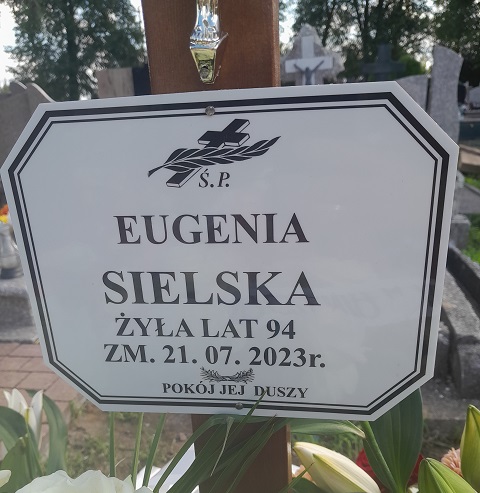 Ś.P.
EUGENIA
SIELSKA
ŻYŁA LAT 94
ZM. 21. 07. 2023r.
POKÓJ JEJ DUSZY